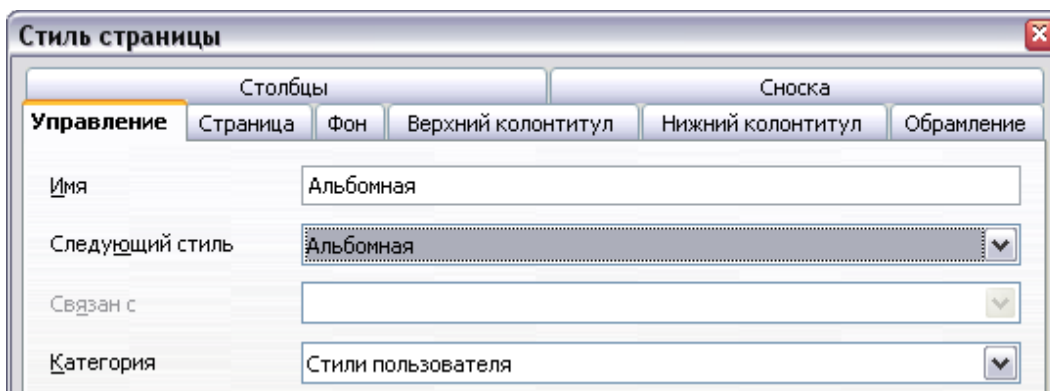 Стиль страницы
Столбцы Сноска
Управление Страница Фон Верхний колонтитул Нижний колонтитул Обрамление
Имя Альбомная
Следующий стиль Альбомная
Связан с
Категория Стили пользователя